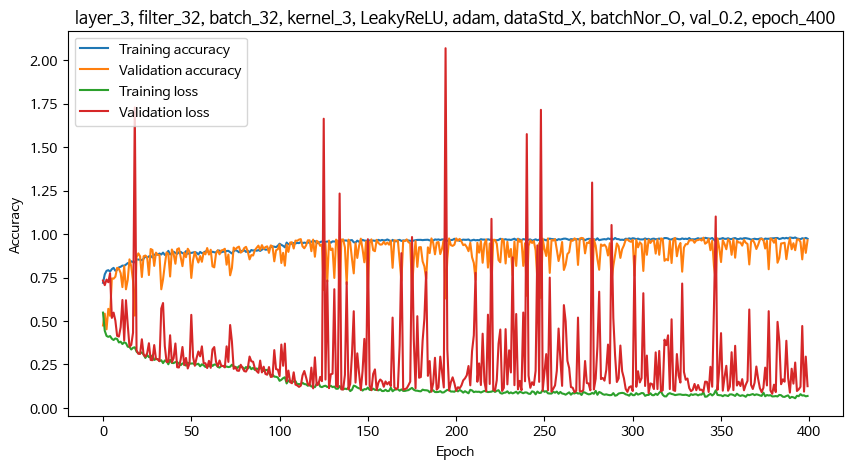 layer_3, filter_32, batch_32, kernel_3, LeakyReLU, adam, dataStd_X, batchNor_O, val_0.2, epoch_400
Training accuracy
Validation accuracy
Training loss
Validation loss
2.00
1.75
1.50
1.25
1.00
0.75
0.50
0.25
0.00
Accuracy
0
50
100
150
200
250
300
350
400
Epoch